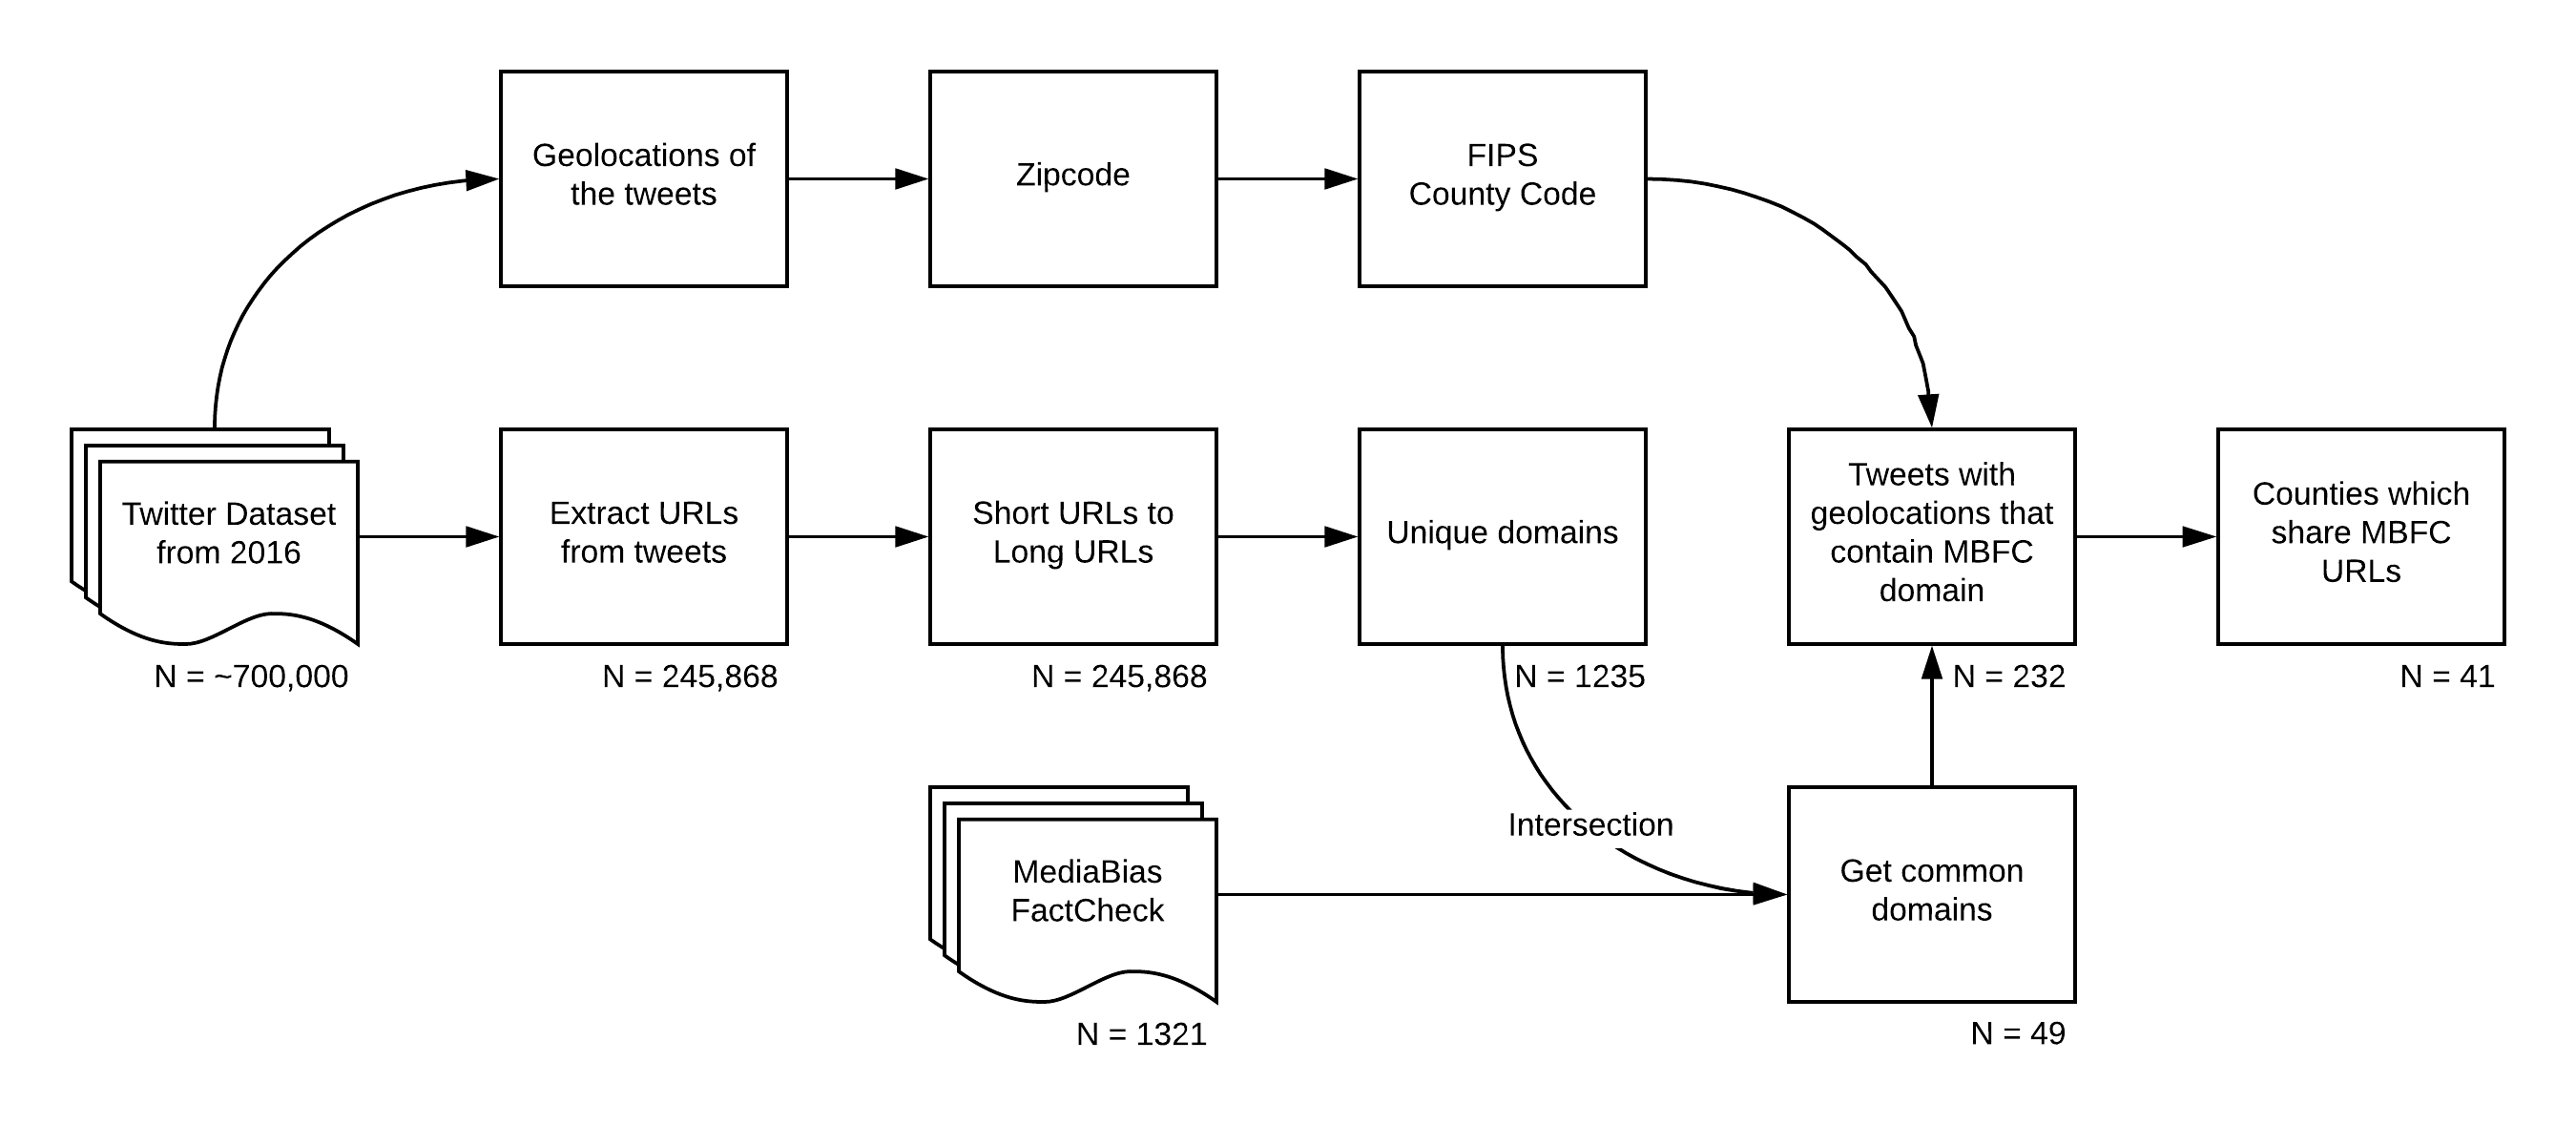 Geolocations of
the tweets
Zipcode
FIPS
County Code
Twitter Dataset
from 2016
N = ~700,000
Extract URLs
from tweets
N = 245,868
Short URLs to
Long URLs
N = 245,868
Unique domains
N = 1235
Tweets with
geolocations that
contain MBFC
domain
N = 232
Counties which
share MBFC
URLs
N = 41
Intersection
MediaBias
FactCheck
N = 1321
Get common
domains
N = 49